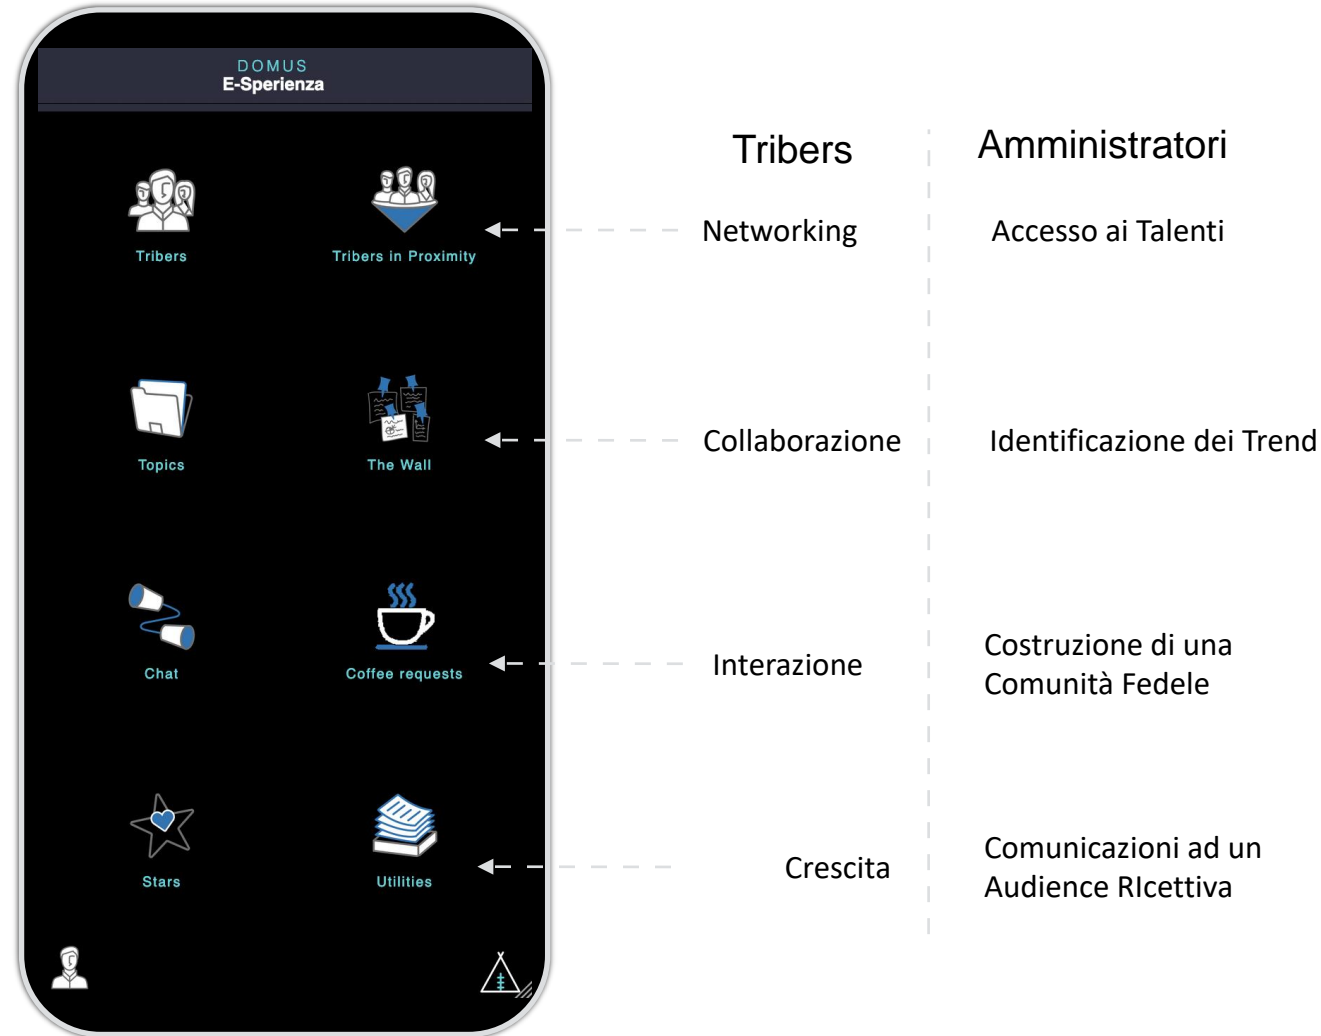 DOMUS
E-Sperienza
Tribers
Tribers in Proximity
Topics
The Wall
Chat
Coffee requests
Stars
Utilities
Tribers
Amministratori
Networking
Accesso ai Talenti
Collaborazione
Identificazione dei Trend
Interazione
Costruzione di una
Comunità Fedele
Crescita
Comunicazioni ad un
Audience RIcettiva